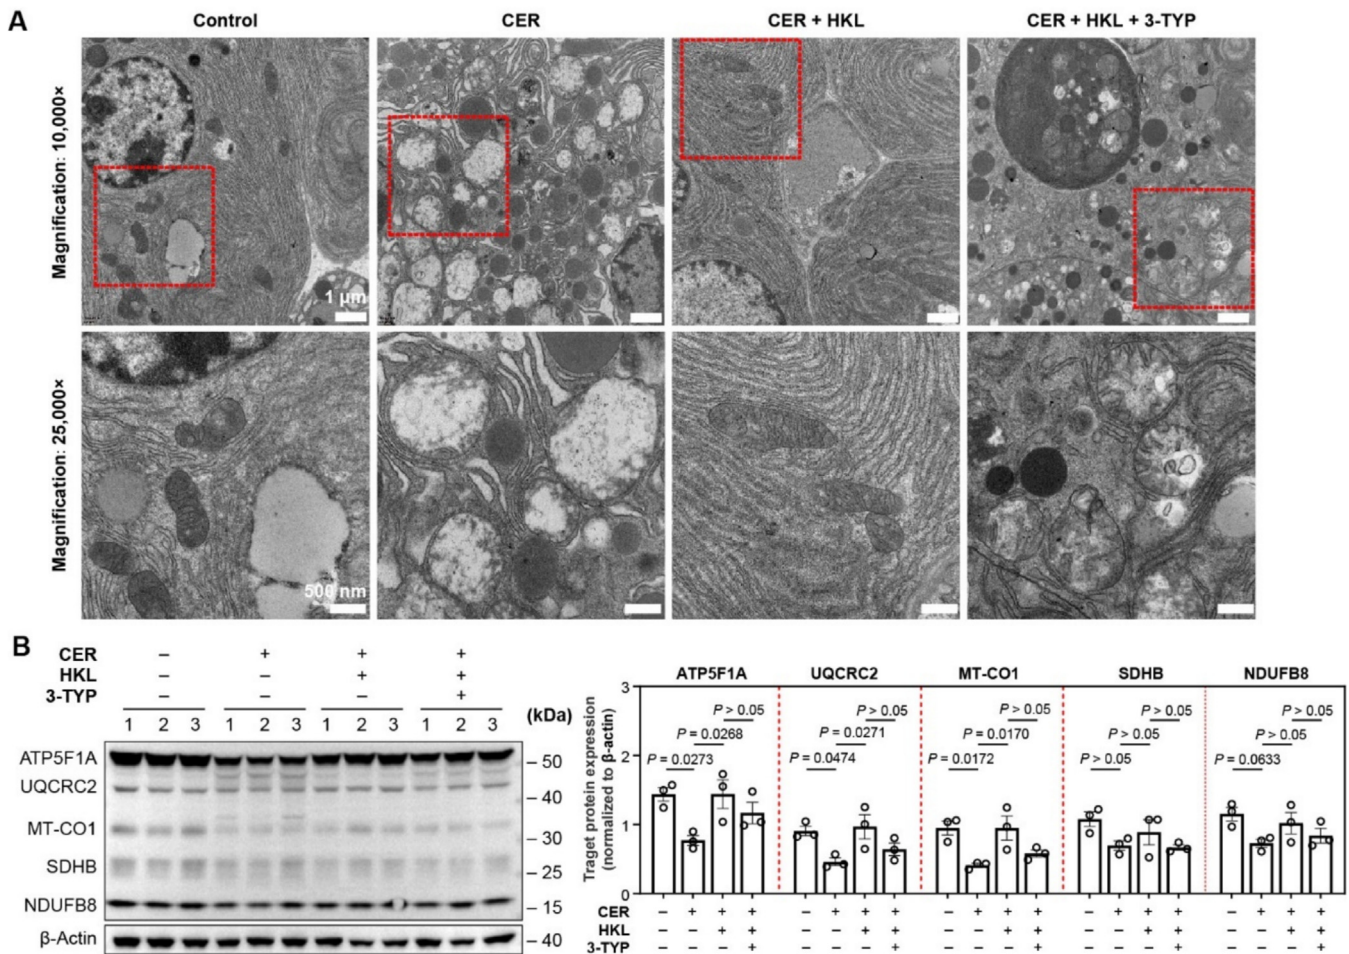 A
Control
CER
CER + HKL
CER + HKL + 3-TYP
Magnification: 10,000×
1 µm
Magnification: 25,000×
500 nm
B
CER – + + +
HKL – – + +
3-TYP – – – +
1 2 3 1 2 3 1 2 3 1 2 3 (kDa)
ATP5F1A
UQCRC2
MT-CO1
SDHB
NDUFB8
β-Actin
– 50
– 40
– 30
– 25
– 15
– 40
Traget protein expression
(normalized to β-actin)
3
2
1
0
ATP5F1A UQCRC2 MT-CO1 SDHB NDUFB8
P > 0.05
P = 0.0268
P = 0.0273
P > 0.05
P = 0.0271
P = 0.0474
P > 0.05
P = 0.0170
P = 0.0172
P > 0.05
P > 0.05
P > 0.05
P > 0.05
P > 0.05
P = 0.0633
CER – + + + – + + + – + + + – + + + – + + +
HKL – – + + – – + + – – + + – – + + – – + +
3-TYP – – – + – – – + – – – + – – – + – – – +